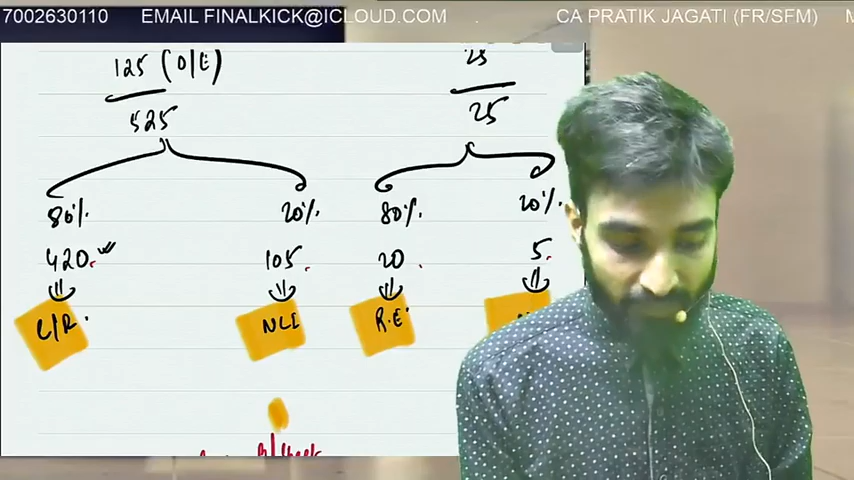 7002630110 EMAIL FINALKICK@ICLOUD.COM . CA PRATIK JAGATI (FR/SFM) M
125 (O/E) 25
525 25
80% 20% 80% 20%
420 105 20 5
C/R NCI R.E